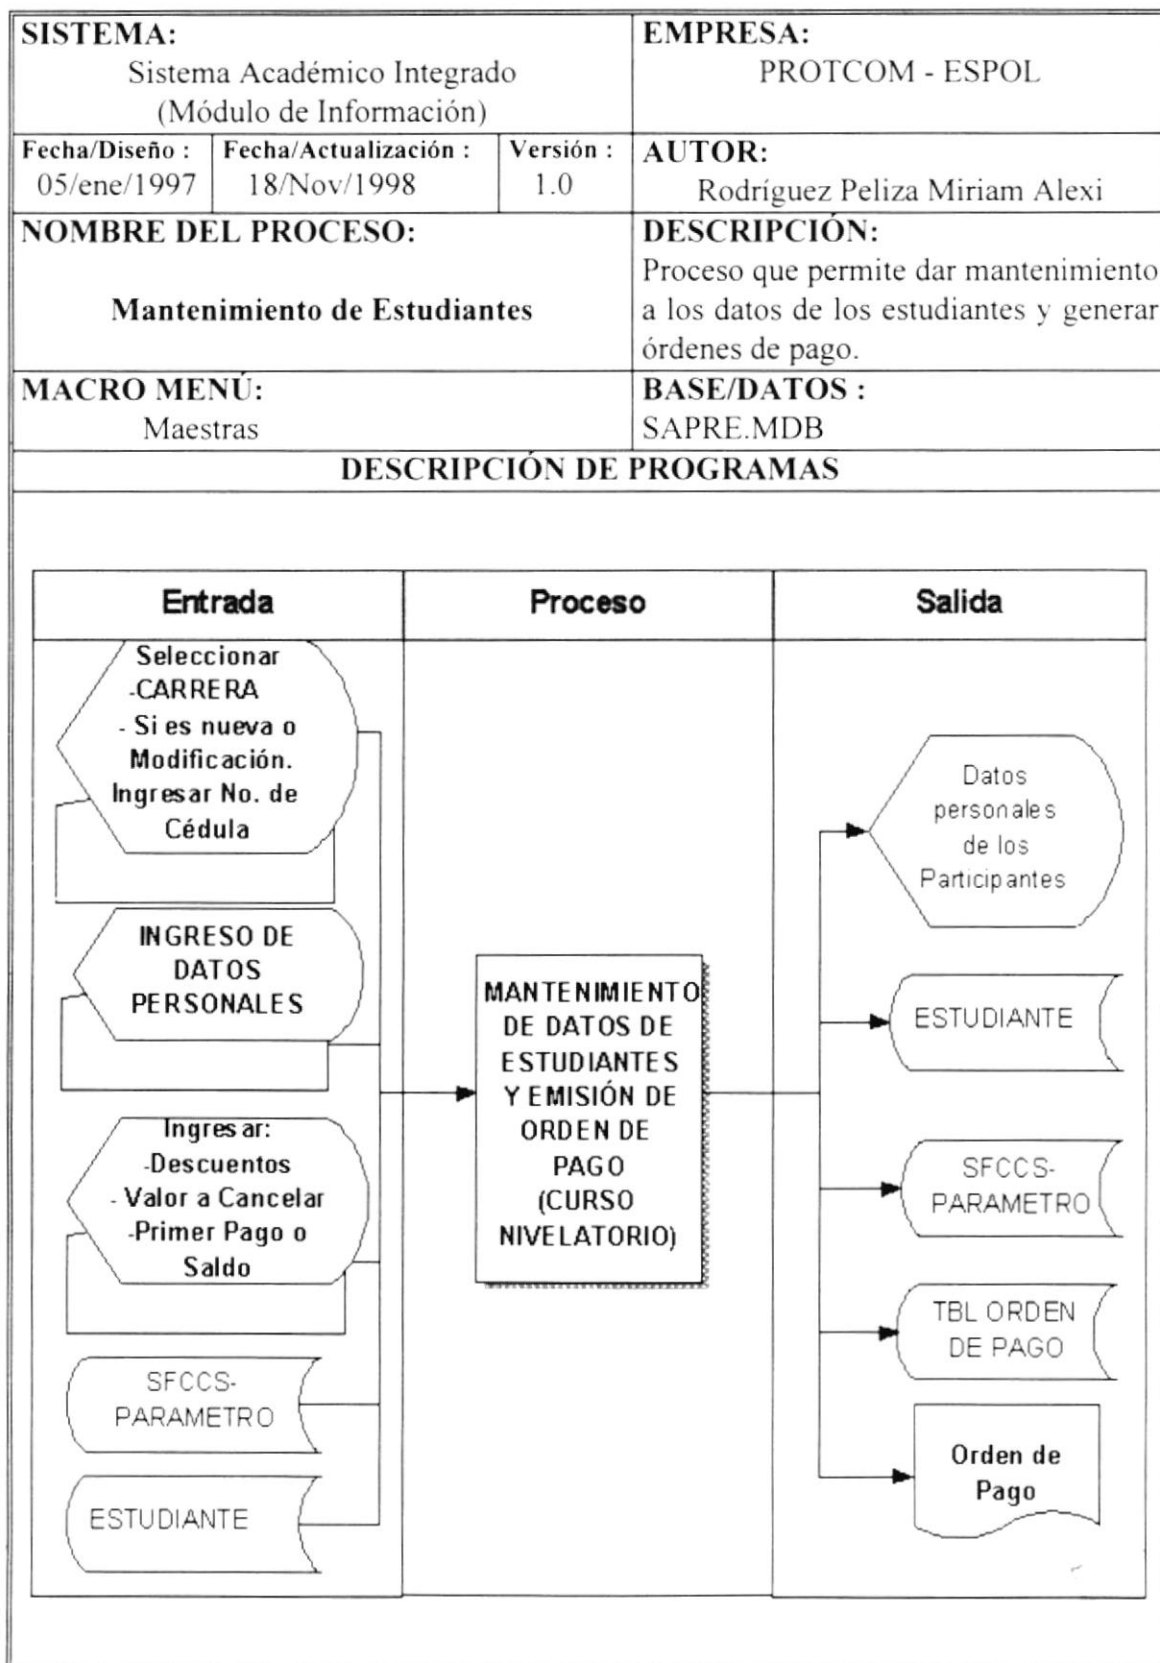 SISTEMA:
Sistema Académico Integrado
(Módulo de Información)
EMPRESA:
PROTCOM - ESPOL
Fecha/Diseño :
05/ene/1997
Fecha/Actualización :
18/Nov/1998
Versión :
1.0
AUTOR:
Rodríguez Peliza Miriam Alexi
NOMBRE DEL PROCESO:
Mantenimiento de Estudiantes
DESCRIPCIÓN:
Proceso que permite dar mantenimiento
a los datos de los estudiantes y generar
órdenes de pago.
MACRO MENÚ:
Maestras
BASE/DATOS :
SAPRE.MDB
DESCRIPCIÓN DE PROGRAMAS
Entrada
Proceso
Salida
Seleccionar
-CARRERA
- Si es nueva o
Modificación.
Ingresar No. de
Cédula
INGRESO DE
DATOS
PERSONALES
Ingresar:
-Descuentos
- Valor a Cancelar
-Primer Pago o
Saldo
SFCCS-
PARAMETRO
ESTUDIANTE
MANTENIMIENTO
DE DATOS DE
ESTUDIANTES
Y EMISIÓN DE
ORDEN DE
PAGO
(CURSO
NIVELATORIO)
Datos
personales
de los
Participantes
ESTUDIANTE
SFCCS-
PARAMETRO
TBL ORDEN
DE PAGO
Orden de
Pago